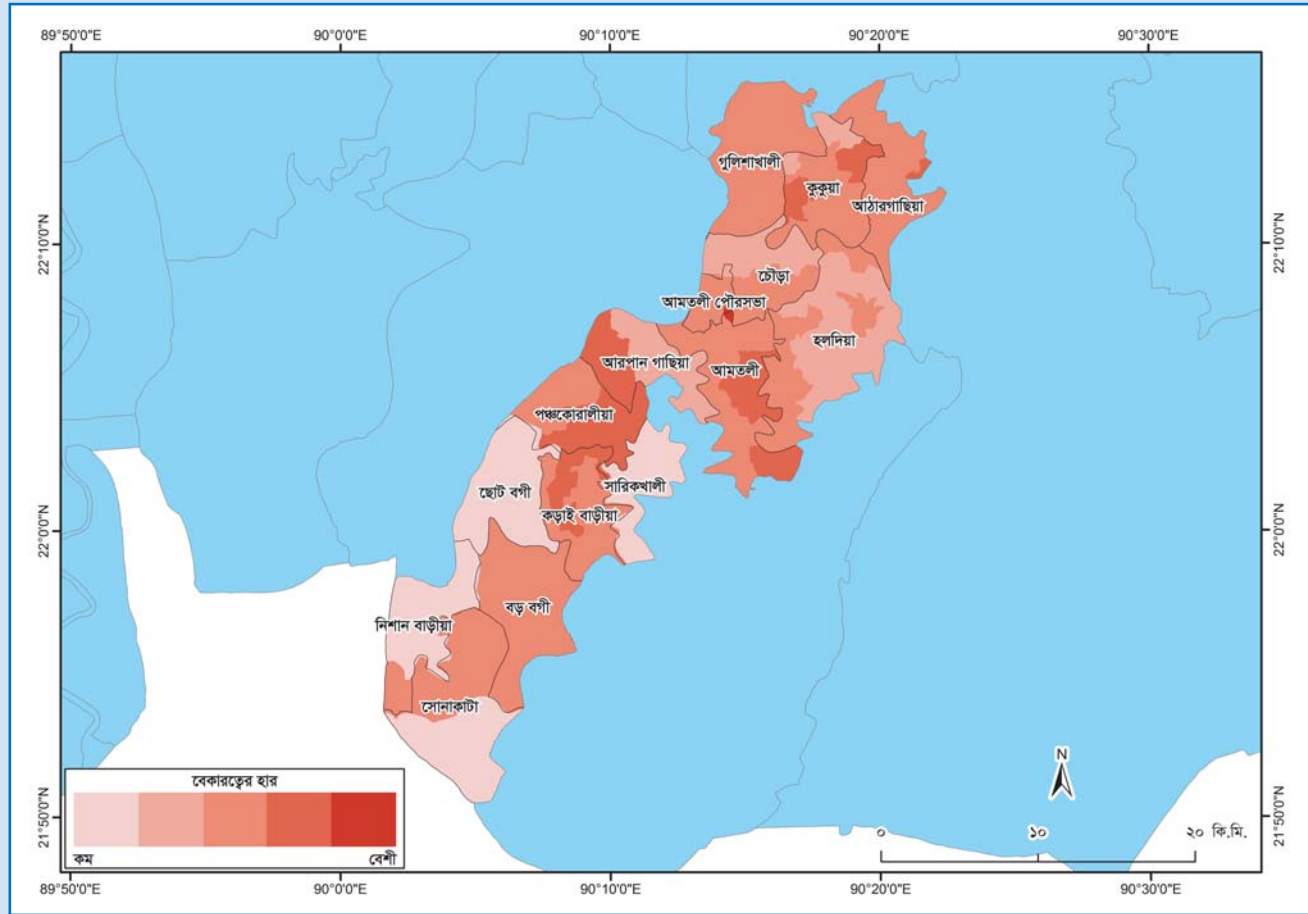 89°50'0"E
90°0'0"E
90°10'0"E
90°20'0"E
90°30'0"E
22°10'0"N
22°10'0"N
22°0'0"N
22°0'0"N
21°50'0"N
21°50'0"N
গুলিশাখালী
কুকুয়া
আঠারগাছিয়া
চৌড়া
আমতলী পৌরসভা
হলদিয়া
আরপান গাছিয়া
আমতলী
পঞ্চকোরালীয়া
ছোট বগী
সারিকখালী
কড়াই বাড়ীয়া
বড় বগী
নিশান বাড়ীয়া
সোনাকাটা
বেকারত্বের হার
কম
বেশী
N
০
১০
২০ কি.মি.
89°50'0"E
90°0'0"E
90°10'0"E
90°20'0"E
90°30'0"E